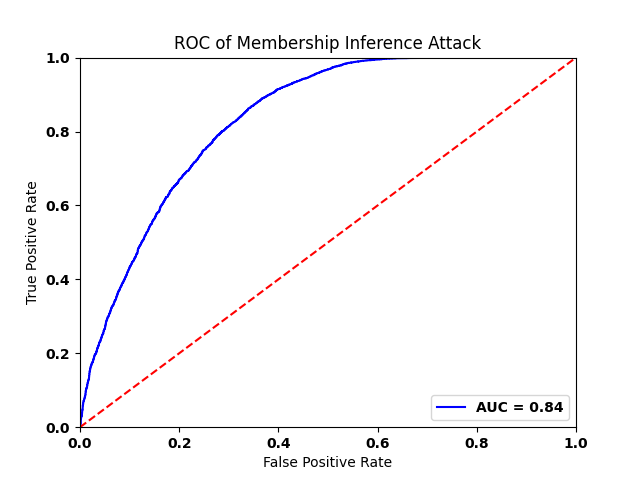 ROC of Membership Inference Attack
1.0
0.8
0.6
0.4
0.2
0.0
True Positive Rate
AUC = 0.84
0.0 0.2 0.4 0.6 0.8 1.0
False Positive Rate